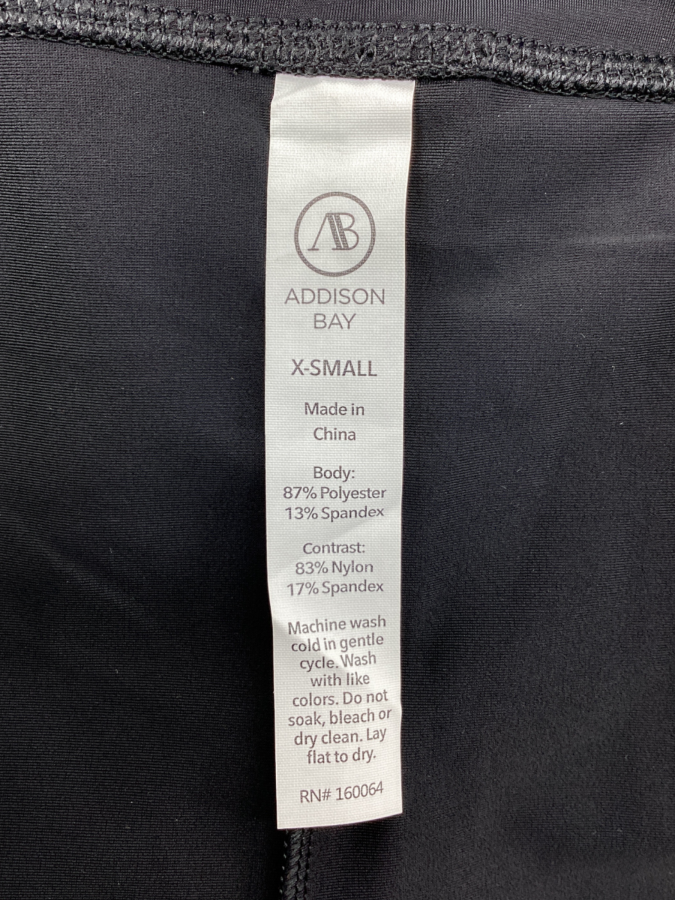 AB
ADDISON
BAY
X-SMALL
Made in
China
Body:
87% Polyester
13% Spandex
Contrast:
83% Nylon
17% Spandex
Machine wash
cold in gentle
cycle. Wash
with like
colors. Do not
soak, bleach or
dry clean. Lay
flat to dry.
RN# 160064